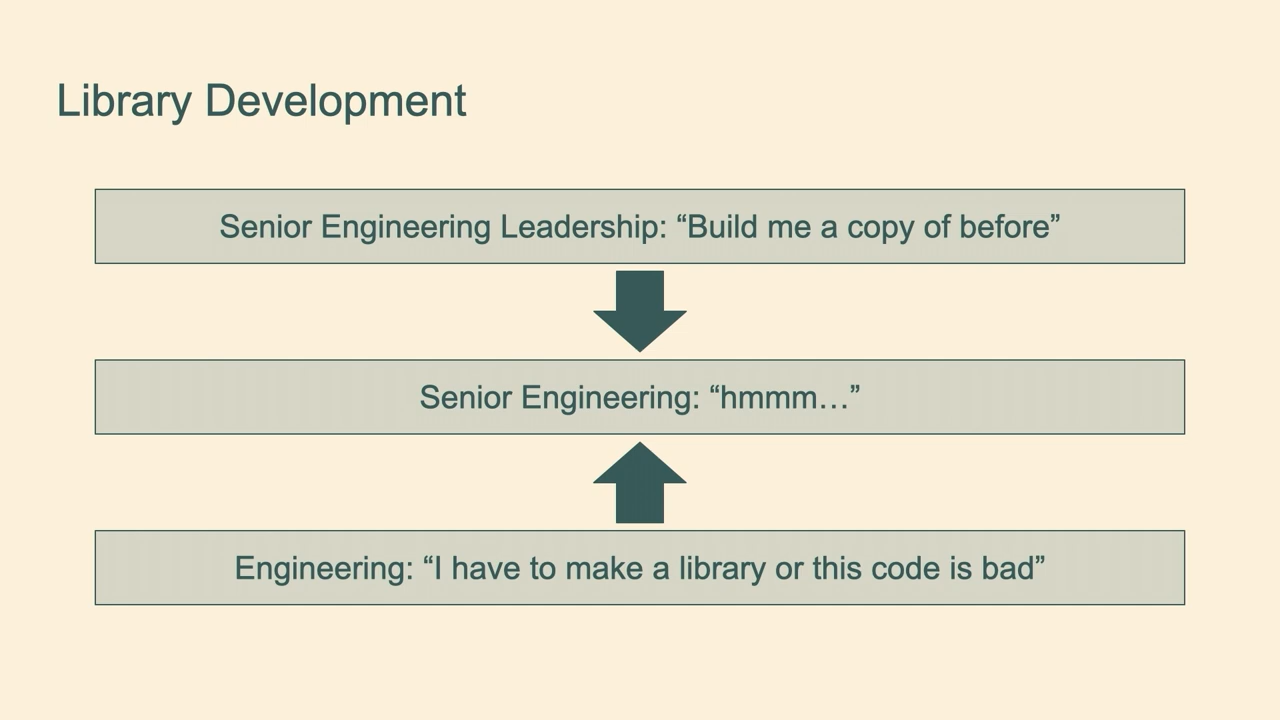 Library Development
Senior Engineering Leadership: “Build me a copy of before”
Senior Engineering: “hmmm…”
Engineering: “I have to make a library or this code is bad”